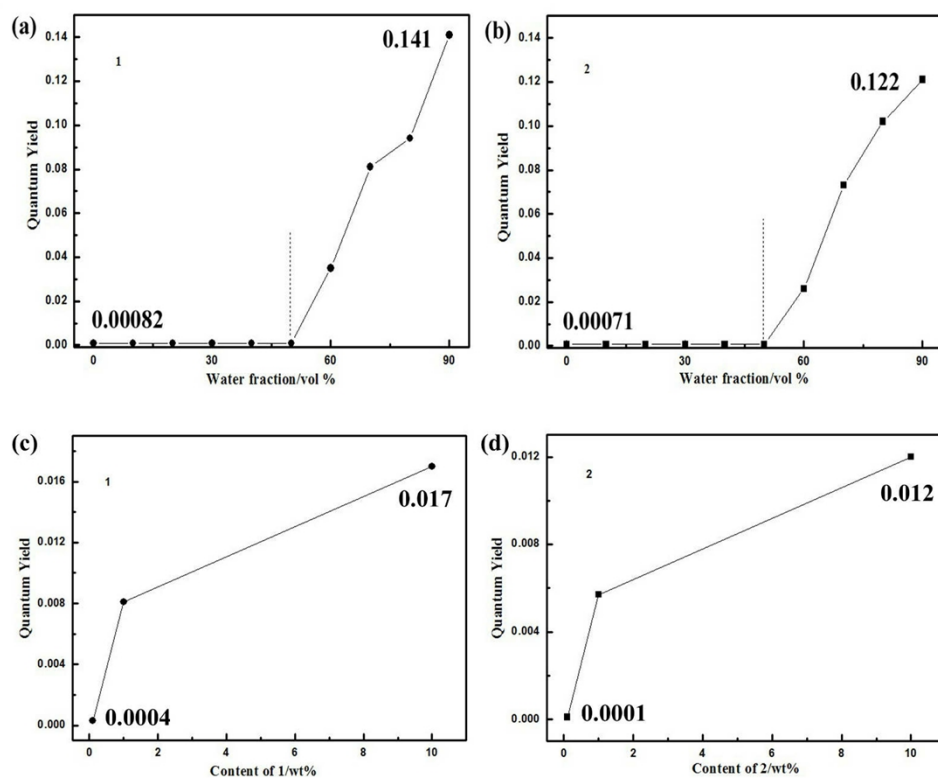 (a)
1
0.141
0.00082
0.14
0.12
0.10
0.08
0.06
0.04
0.02
0.00
Quantum Yield
0 30 60 90
Water fraction/vol %
(b)
2
0.122
0.00071
0.14
0.12
0.10
0.08
0.06
0.04
0.02
0.00
Quantum Yield
0 30 60 90
Water fraction/vol %
(c)
1
0.017
0.0004
0.016
0.012
0.008
0.004
0.000
Quantum Yield
0 2 4 6 8 10
Content of 1/wt%
(d)
2
0.012
0.0001
0.012
0.008
0.004
0.000
Quantum Yield
0 2 4 6 8 10
Content of 2/wt%